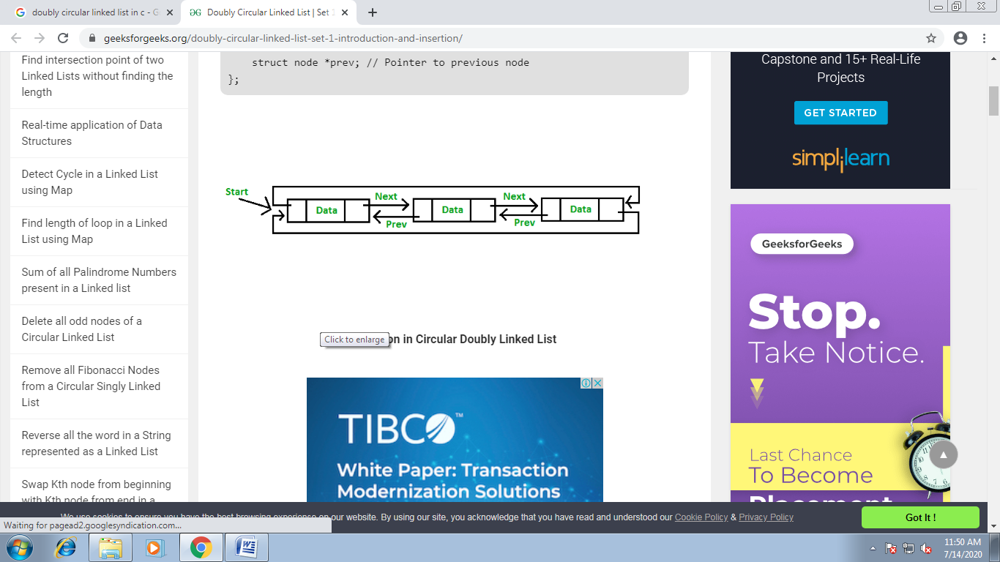 doubly circular linked list in c - G
Doubly Circular Linked List | Set 1
geeksforgeeks.org/doubly-circular-linked-list-set-1-introduction-and-insertion/
Find intersection point of two
Linked Lists without finding the
length
Real-time application of Data
Structures
Detect Cycle in a Linked List
using Map
Find length of loop in a Linked
List using Map
Sum of all Palindrome Numbers
present in a Linked list
Delete all odd nodes of a
Circular Linked List
Remove all Fibonacci Nodes
from a Circular Singly Linked
List
Reverse all the word in a String
represented as a Linked List
Swap Kth node from beginning
with Kth node from end in a
struct node *prev; // Pointer to previous node
};
Start
Next
Next
Data
Data
Data
Prev
Prev
Click to enlarge
on in Circular Doubly Linked List
TIBCO™
White Paper: Transaction
Modernization Solutions
Capstone and 15+ Real-Life
Projects
GET STARTED
simplilearn
GeeksforGeeks
Stop.
Take Notice.
Last Chance
To Become
Placement
We use cookies to ensure you have the best browsing experience on our website. By using our site, you acknowledge that you have read and understood our Cookie Policy & Privacy Policy
Got It !
Waiting for pagead2.googlesyndication.com...
11:50 AM
7/14/2020